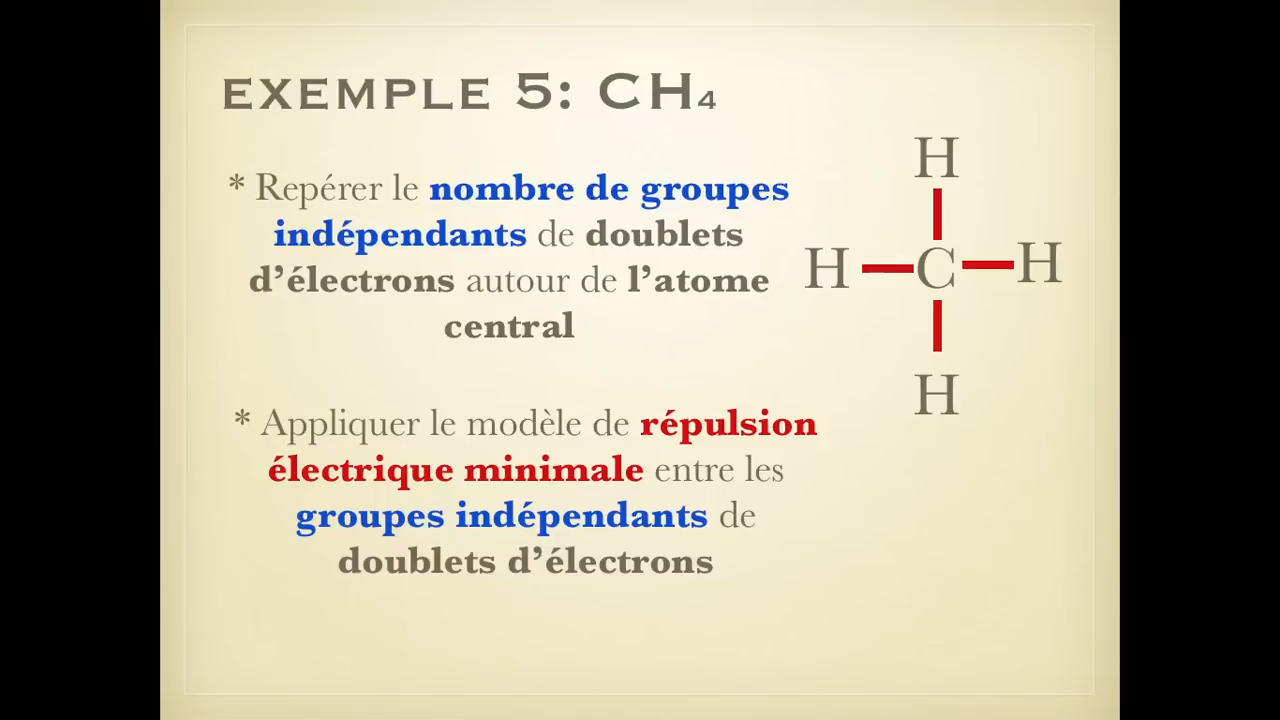 EXEMPLE 5: CH₄
* Repérer le nombre de groupes
indépendants de doublets
d’électrons autour de l’atome
central
* Appliquer le modèle de répulsion
électrique minimale entre les
groupes indépendants de
doublets d’électrons
H
H C H
H